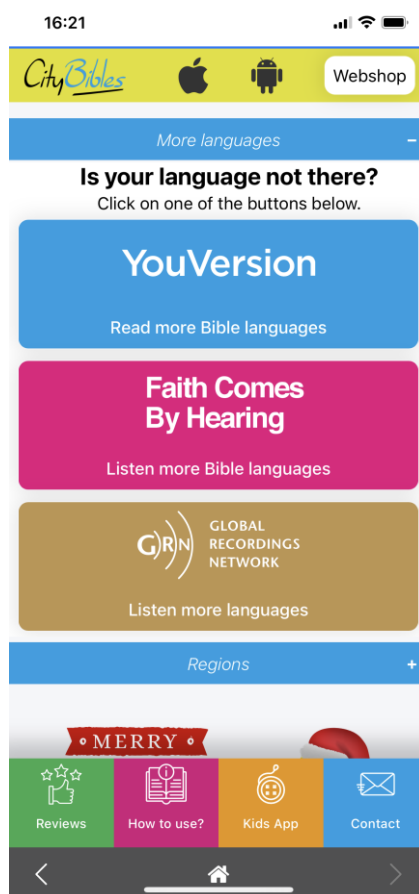 16:21
CityBibles
Webshop
More languages
Is your language not there?
Click on one of the buttons below.
YouVersion
Read more Bible languages
Faith Comes
By Hearing
Listen more Bible languages
GRN
GLOBAL
RECORDINGS
NETWORK
Listen more languages
Regions
MERRY
Reviews
How to use?
Kids App
Contact